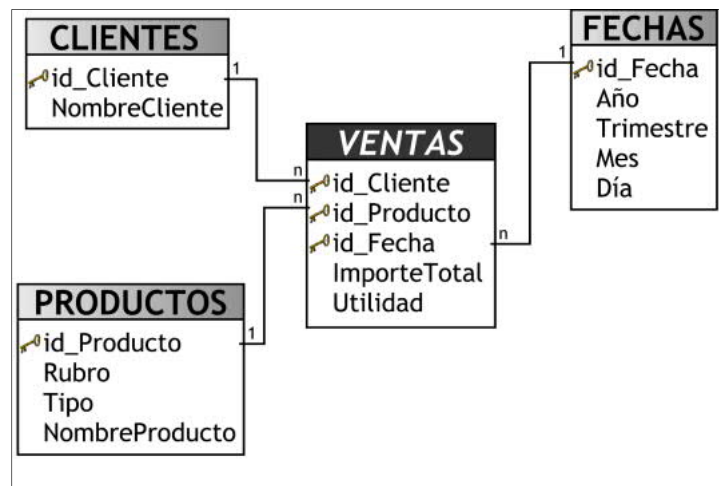 CLIENTES
id_Cliente
NombreCliente
1
n
VENTAS
id_Cliente
id_Producto
id_Fecha
ImporteTotal
Utilidad
n
n
FECHAS
1
id_Fecha
Año
Trimestre
Mes
Día
PRODUCTOS
id_Producto
Rubro
Tipo
NombreProducto
1